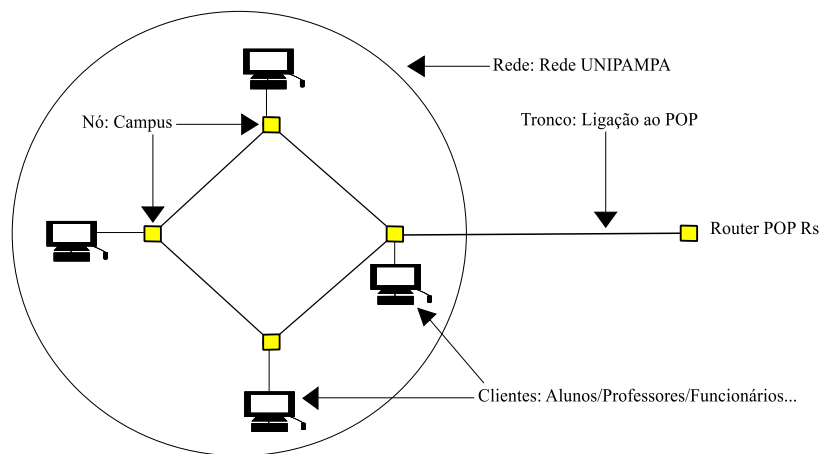 Rede: Rede UNIPAMPA
Nó: Campus
Tronco: Ligação ao POP
Router POP Rs
Clientes: Alunos/Professores/Funcionários...